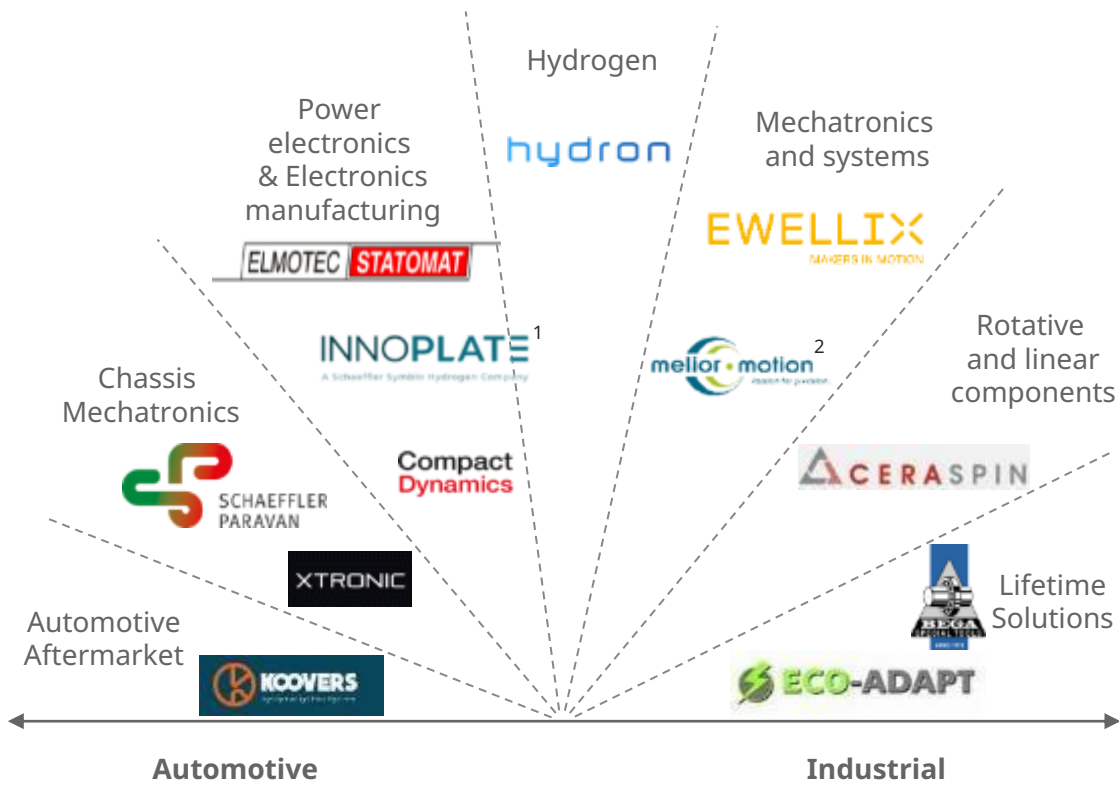 Hydrogen
hydron
Power
electronics
& Electronics
manufacturing
ELMOTEC STATOMAT
INNOPLATE 1
A Schaeffler Symbio Hydrogen Company
Compact
Dynamics
Mechatronics
and systems
EWELLIX
MAKERS IN MOTION
melior motion 2
Rotative
and linear
components
CERASPIN
Chassis
Mechatronics
SCHAEFFLER
PARAVAN
XTRONIC
Automotive
Aftermarket
KOOVERS
BEGA
SPECIAL TOOLS
Lifetime
Solutions
ECO-ADAPT
Automotive
Industrial